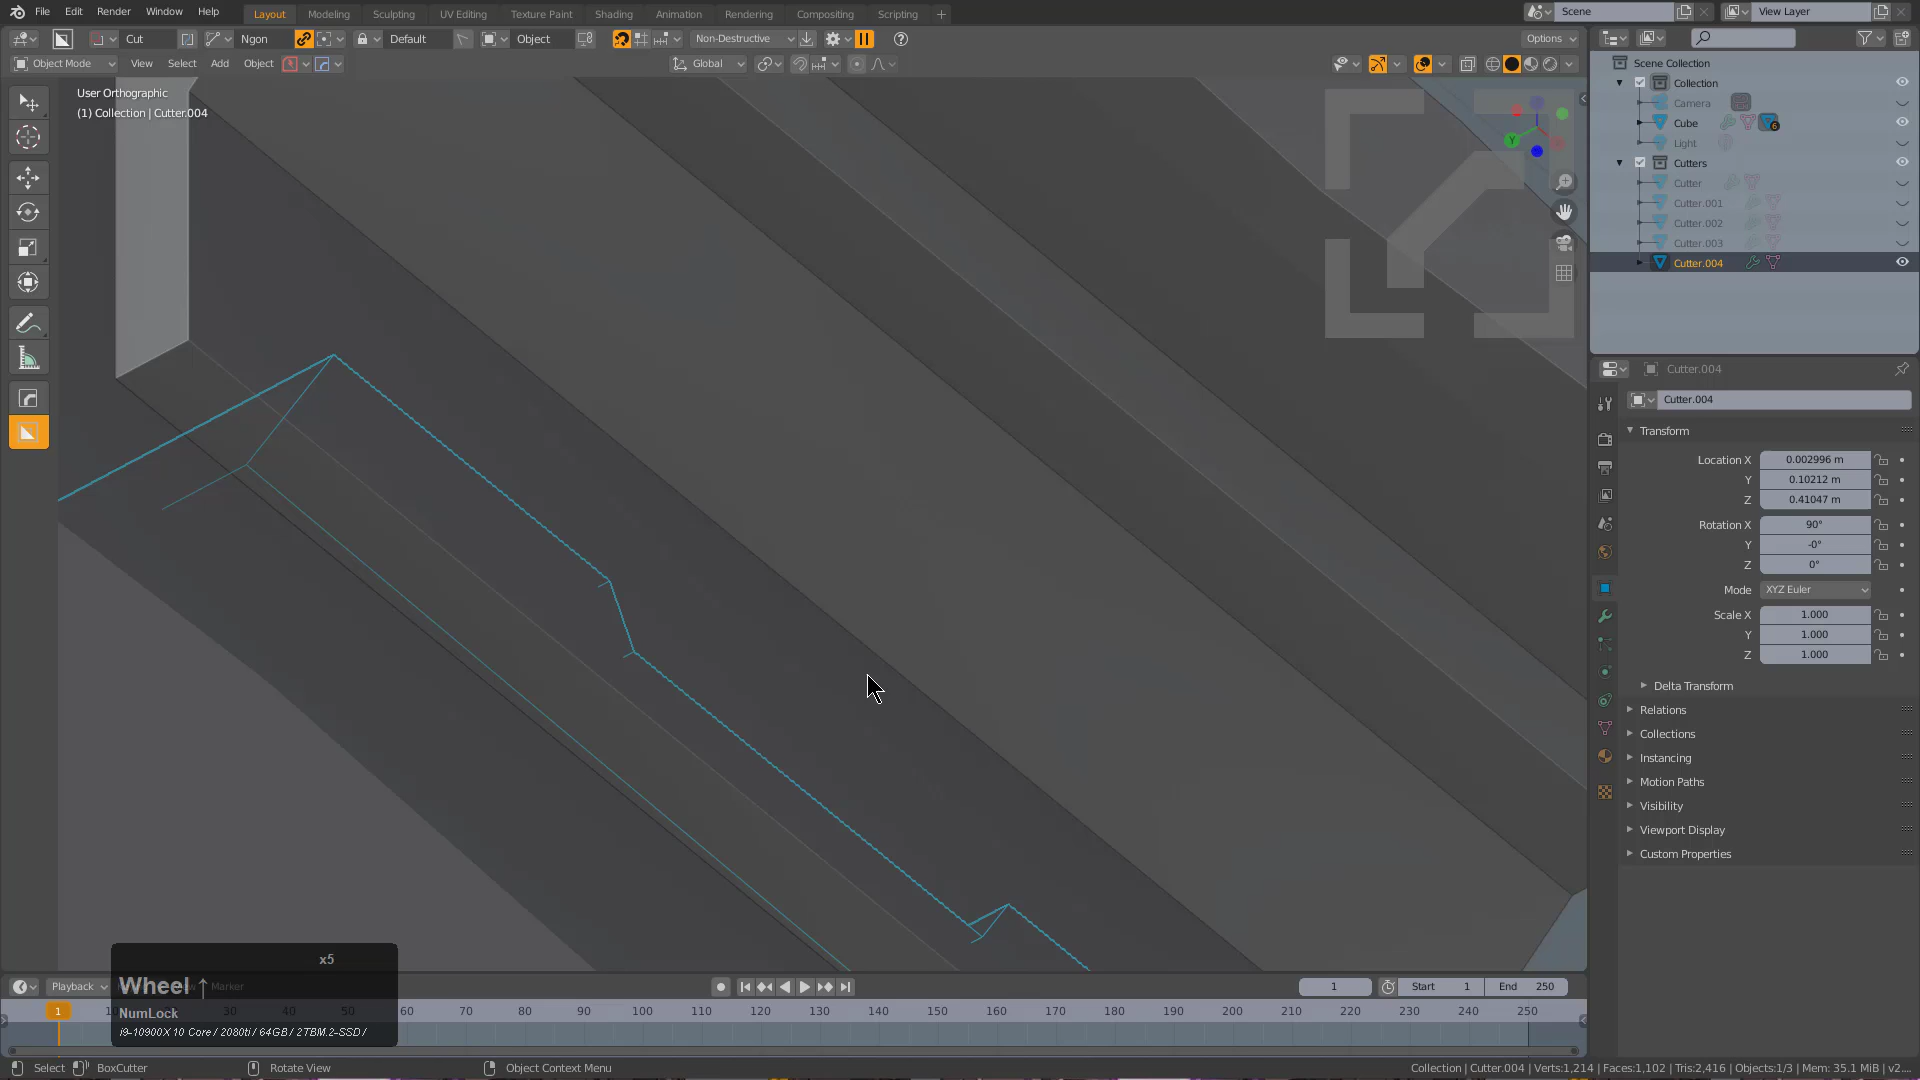 File Edit Render Window Help
Layout Modeling Sculpting UV Editing Texture Paint Shading Animation Rendering Compositing Scripting +
Scene
View Layer
Cut
Ngon
Default
Object
Non-Destructive
Options
Object Mode View Select Add Object
Global
User Orthographic
(1) Collection | Cutter.004
Y
Scene Collection
Collection
Camera
Cube
6
Light
Cutters
Cutter
Cutter.001
Cutter.002
Cutter.003
Cutter.004
Cutter.004
Cutter.004
Transform
Location X 0.002996 m
Y 0.10212 m
Z 0.41047 m
Rotation X 90°
Y -0°
Z 0°
Mode XYZ Euler
Scale X 1.000
Y 1.000
Z 1.000
Delta Transform
Relations
Collections
Instancing
Motion Paths
Visibility
Viewport Display
Custom Properties
x5
Wheel ↑
NumLock
i9-10900X 10 Core / 2080ti / 64GB / 2TBM.2-SSD /
Playback
Marker
1
Start 1
End 250
1 30 40 50 60 70 80 90 100 110 120 130 140 150 160 170 180 190 200 210 220 230 240 250
Select BoxCutter Rotate View Object Context Menu
Collection | Cutter.004 | Verts:1,214 | Faces:1,102 | Tris:2,416 | Objects:1/3 | Mem: 35.1 MiB | v2....